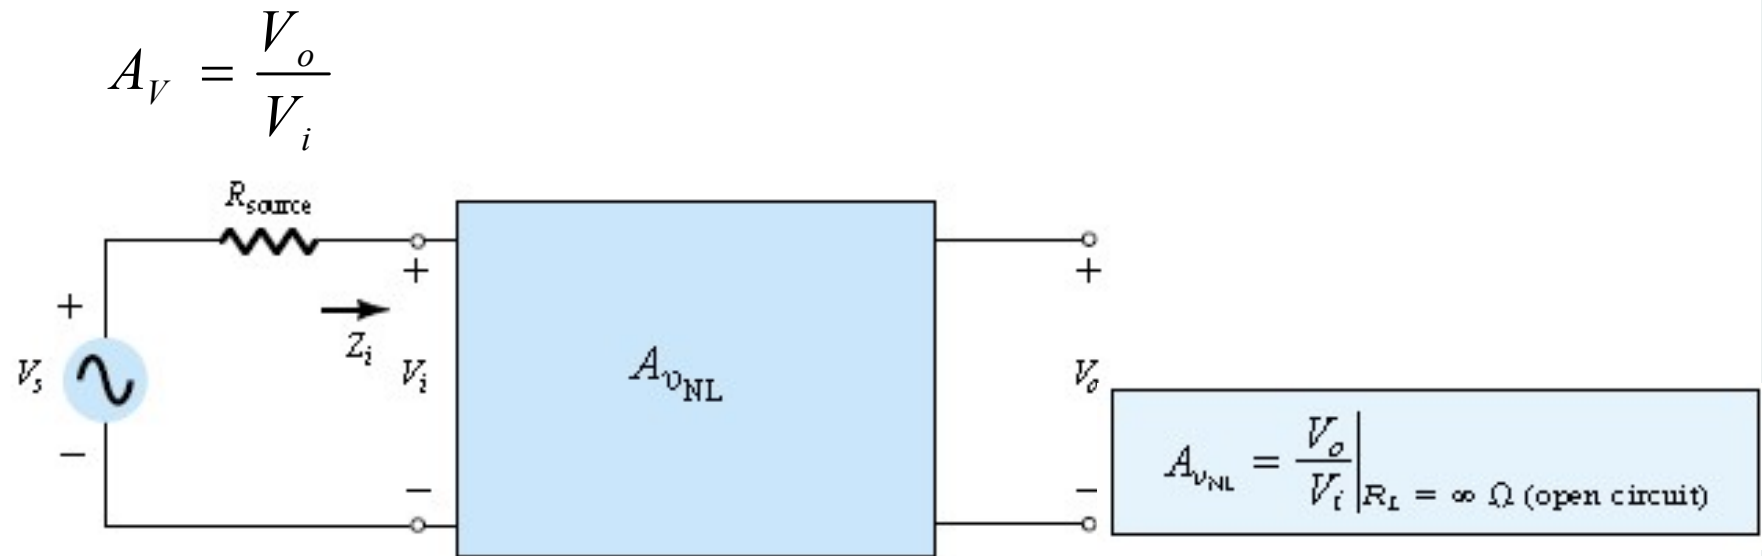 A_V = V_o / V_i
R_source
+
+
+
Z_i
V_s
V_i
A_vNL
V_o
−
−
−
A_vNL = V_o / V_i | R_L = ∞ Ω (open circuit)